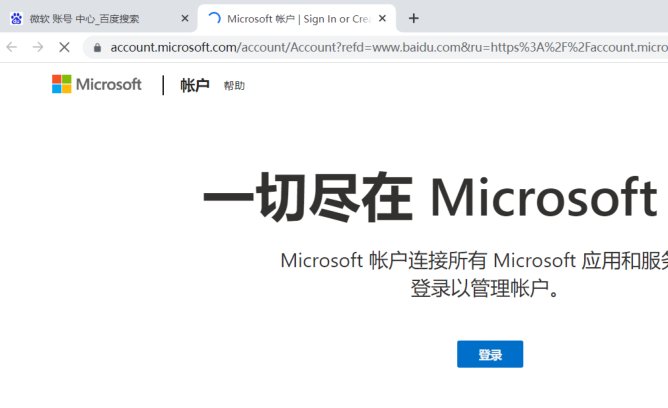 微软 账号 中心_百度搜索
Microsoft 帐户 | Sign In or Cre
account.microsoft.com/account/Account?refd=www.baidu.com&ru=https%3A%2F%2Faccount.micro
Microsoft
帐户
帮助
一切尽在 Microsoft
Microsoft 帐户连接所有 Microsoft 应用和服
登录以管理帐户。
登录